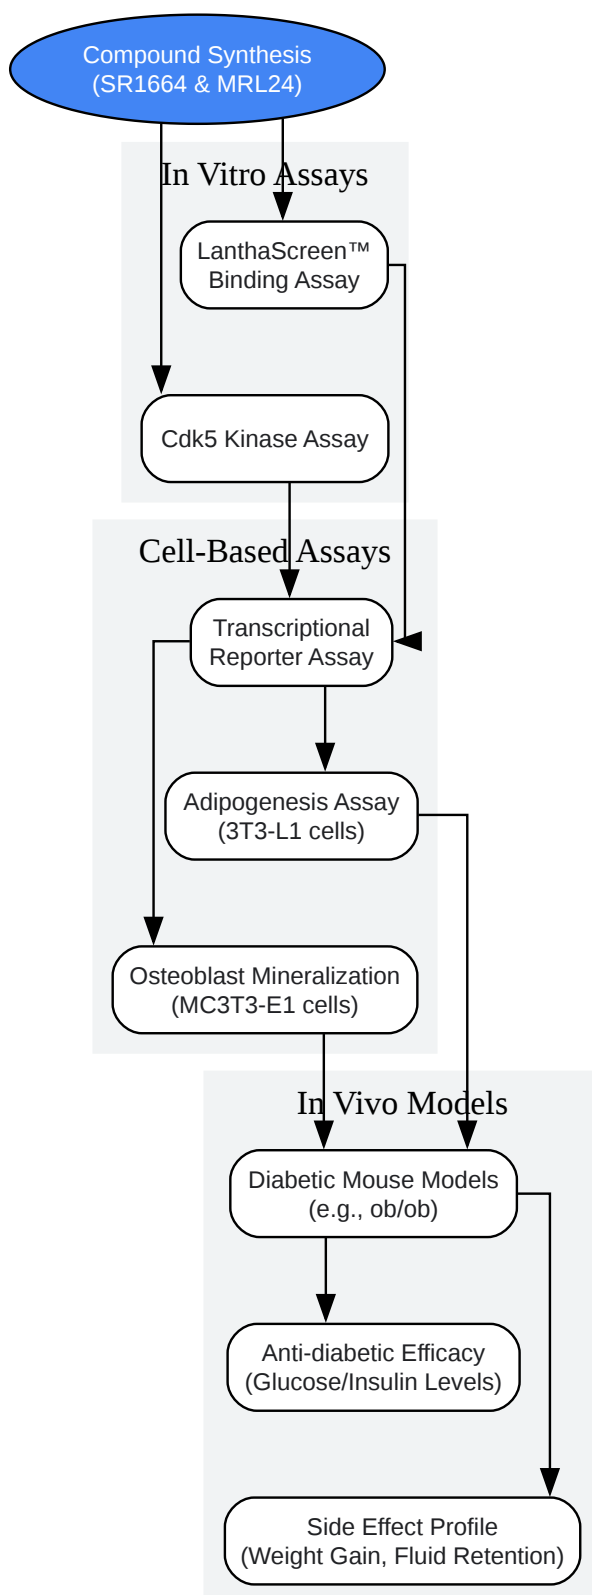 Compound Synthesis
(SR1664 & MRL24)
In Vitro Assays
LanthaScreen™
Binding Assay
Cdk5 Kinase Assay
Cell-Based Assays
Transcriptional
Reporter Assay
Adipogenesis Assay
(3T3-L1 cells)
Osteoblast Mineralization
(MC3T3-E1 cells)
In Vivo Models
Diabetic Mouse Models
(e.g., ob/ob)
Anti-diabetic Efficacy
(Glucose/Insulin Levels)
Side Effect Profile
(Weight Gain, Fluid Retention)